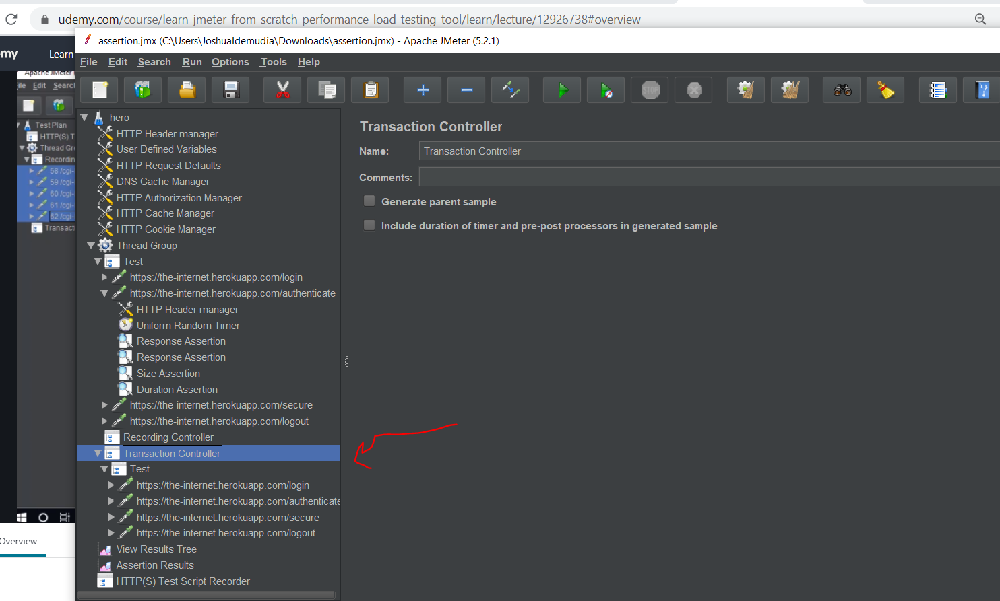 udemy.com/course/learn-jmeter-from-scratch-performance-load-testing-tool/learn/lecture/12926738#overview
my
Learn
assertion.jmx (C:\Users\Joshualdemudia\Downloads\assertion.jmx) - Apache JMeter (5.2.1)
File Edit Search Run Options Tools Help
Apache JMeter
ile Edit Search
Test Plan
HTTP(S) T
Thread Gr
Recordin
58 /cgi-
59 /cgi-
60 /cgi-
61 /cgi-
62 /cgi-
Transacti
STOP
hero
HTTP Header manager
User Defined Variables
HTTP Request Defaults
DNS Cache Manager
HTTP Authorization Manager
HTTP Cache Manager
HTTP Cookie Manager
Thread Group
Test
https://the-internet.herokuapp.com/login
https://the-internet.herokuapp.com/authenticate
HTTP Header manager
Uniform Random Timer
Response Assertion
Response Assertion
Size Assertion
Duration Assertion
https://the-internet.herokuapp.com/secure
https://the-internet.herokuapp.com/logout
Recording Controller
Transaction Controller
Test
https://the-internet.herokuapp.com/login
https://the-internet.herokuapp.com/authenticate
https://the-internet.herokuapp.com/secure
https://the-internet.herokuapp.com/logout
View Results Tree
Assertion Results
HTTP(S) Test Script Recorder
Transaction Controller
Name: Transaction Controller
Comments:
Generate parent sample
Include duration of timer and pre-post processors in generated sample
Overview